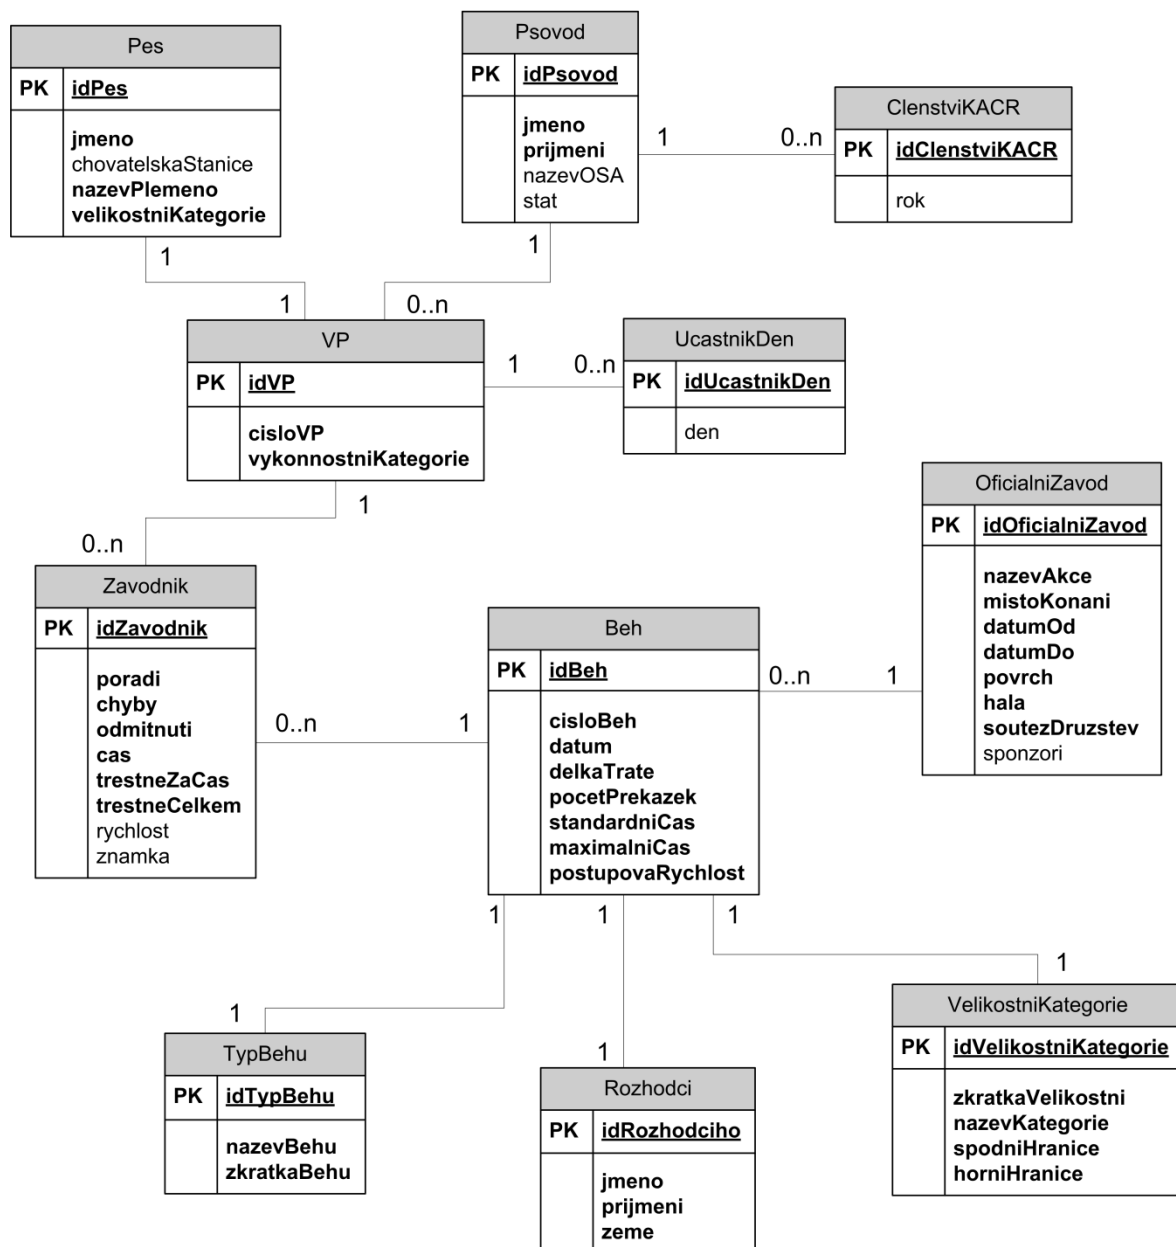 Pes
PK idPes
jmeno
chovatelskaStanice
nazevPlemeno
velikostniKategorie
Psovod
PK idPsovod
jmeno
prijmeni
nazevOSA
stat
1 0..n
ClenstviKACR
PK idClenstviKACR
rok
1 1
1 0..n
VP
PK idVP
cisloVP
vykonnostniKategorie
1 0..n
UcastnikDen
PK idUcastnikDen
den
1
0..n
Zavodnik
PK idZavodnik
poradi
chyby
odmitnuti
cas
trestneZaCas
trestneCelkem
rychlost
znamka
0..n 1
Beh
PK idBeh
cisloBeh
datum
delkaTrate
pocetPrekazek
standardniCas
maximalniCas
postupovaRychlost
0..n 1
OficialniZavod
PK idOficialniZavod
nazevAkce
mistoKonani
datumOd
datumDo
povrch
hala
soutezDruzstev
sponzori
1 1 1
1
TypBehu
PK idTypBehu
nazevBehu
zkratkaBehu
1
Rozhodci
PK idRozhodciho
jmeno
prijmeni
zeme
1
VelikostniKategorie
PK idVelikostniKategorie
zkratkaVelikostni
nazevKategorie
spodniHranice
horniHranice